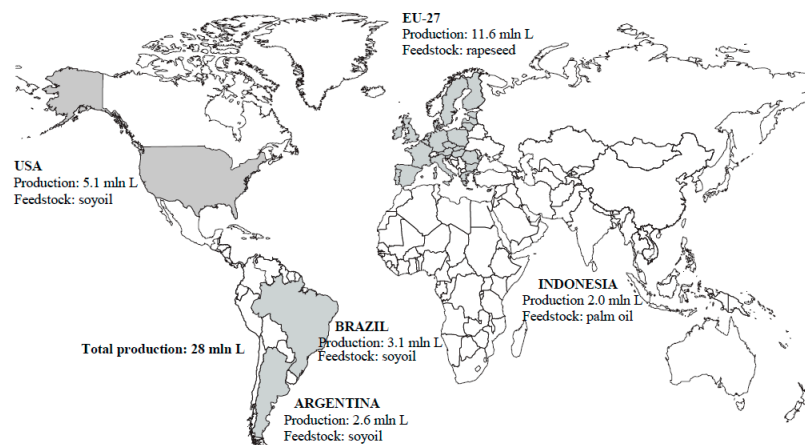 EU-27
Production: 11.6 mln L
Feedstock: rapeseed
USA
Production: 5.1 mln L
Feedstock: soyoil
INDONESIA
Production 2.0 mln L
Feedstock: palm oil
BRAZIL
Production: 3.1 mln L
Feedstock: soyoil
Total production: 28 mln L
ARGENTINA
Production: 2.6 mln L
Feedstock: soyoil